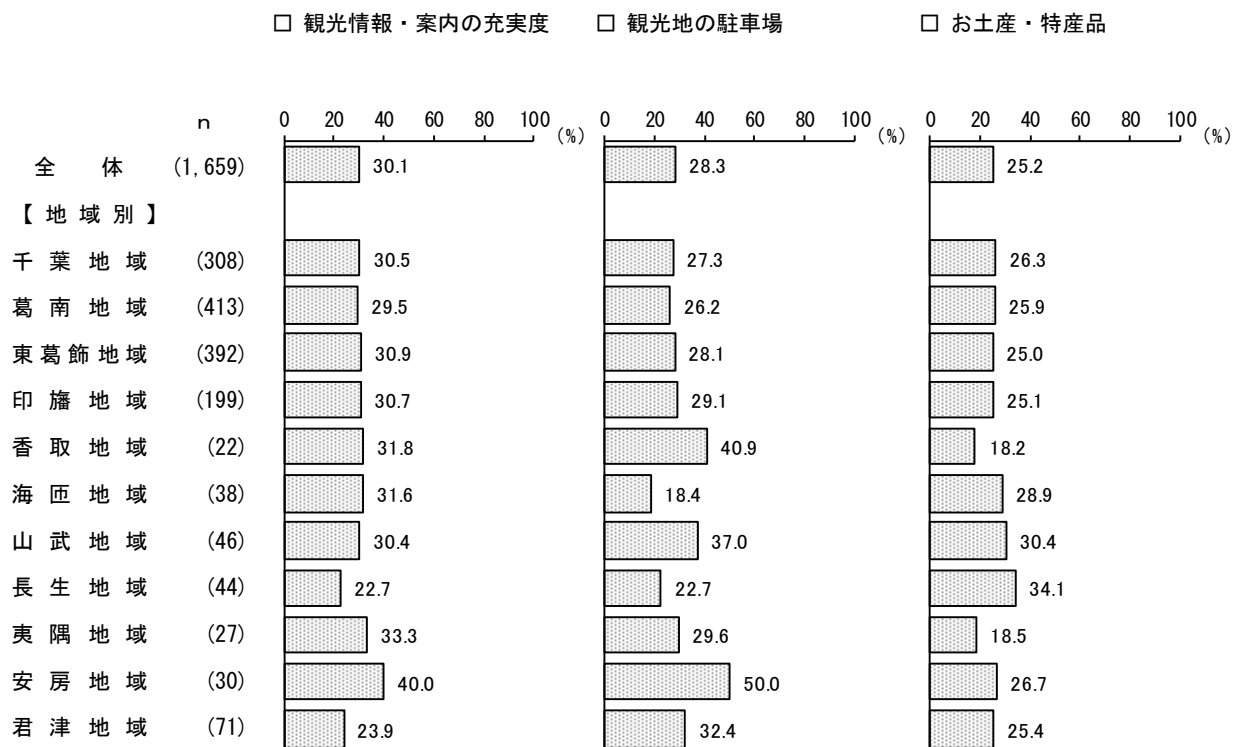 □ 観光情報・案内の充実度 □ 観光地の駐車場 □ お土産・特産品
n 0 20 40 60 80 100 (%) 0 20 40 60 80 100 (%) 0 20 40 60 80 100 (%)
全体 (1,659) 30.1 28.3 25.2
【地域別】
千葉地域 (308) 30.5 27.3 26.3
葛南地域 (413) 29.5 26.2 25.9
東葛飾地域 (392) 30.9 28.1 25.0
印旛地域 (199) 30.7 29.1 25.1
香取地域 (22) 31.8 40.9 18.2
海匝地域 (38) 31.6 18.4 28.9
山武地域 (46) 30.4 37.0 30.4
長生地域 (44) 22.7 22.7 34.1
夷隅地域 (27) 33.3 29.6 18.5
安房地域 (30) 40.0 50.0 26.7
君津地域 (71) 23.9 32.4 25.4